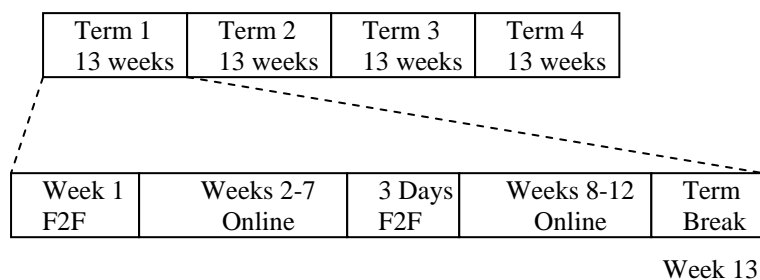 Term 1 Term 2 Term 3 Term 4
13 weeks 13 weeks 13 weeks 13 weeks
Week 1 Weeks 2-7 3 Days Weeks 8-12 Term
F2F Online F2F Online Break
Week 13